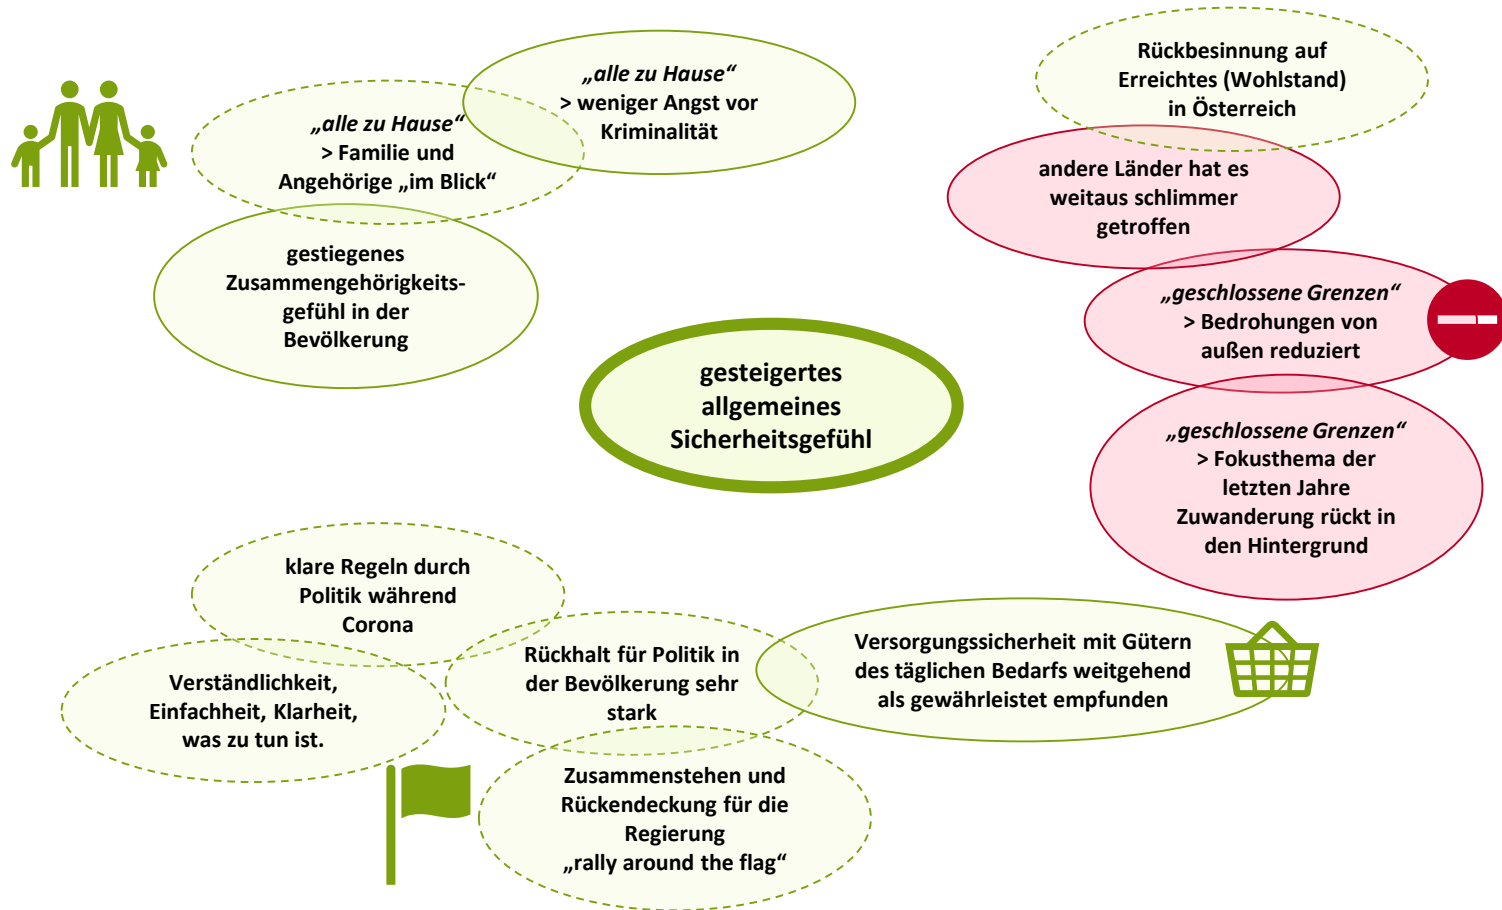 „alle zu Hause“
> weniger Angst vor
Kriminalität
„alle zu Hause“
> Familie und
Angehörige „im Blick“
gestiegenes
Zusammengehörigkeits-
gefühl in der
Bevölkerung
Rückbesinnung auf
Erreichtes (Wohlstand)
in Österreich
andere Länder hat es
weitaus schlimmer
getroffen
„geschlossene Grenzen“
> Bedrohungen von
außen reduziert
„geschlossene Grenzen“
> Fokusthema der
letzten Jahre
Zuwanderung rückt in
den Hintergrund
gesteigertes
allgemeines
Sicherheitsgefühl
klare Regeln durch
Politik während
Corona
Verständlichkeit,
Einfachheit, Klarheit,
was zu tun ist.
Rückhalt für Politik in
der Bevölkerung sehr
stark
Versorgungssicherheit mit Gütern
des täglichen Bedarfs weitgehend
als gewährleistet empfunden
Zusammenstehen und
Rückendeckung für die
Regierung
„rally around the flag“